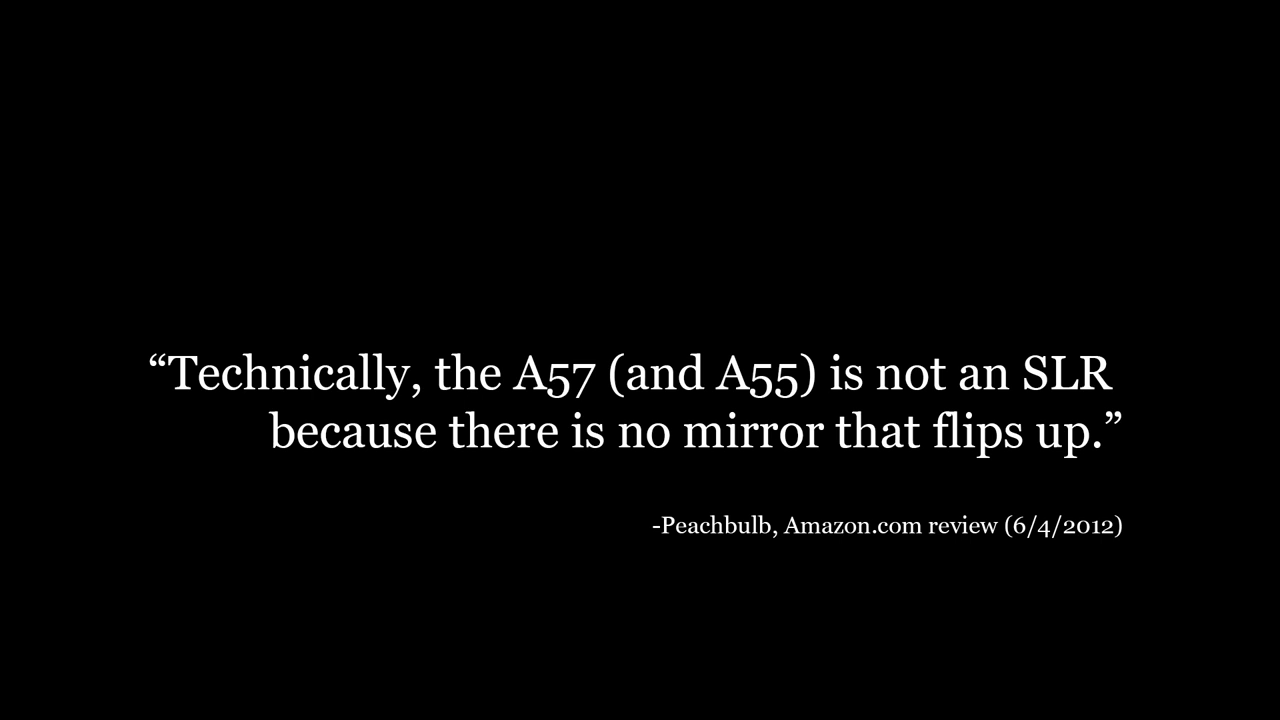 “Technically, the A57 (and A55) is not an SLR
because there is no mirror that flips up.”
-Peachbulb, Amazon.com review (6/4/2012)